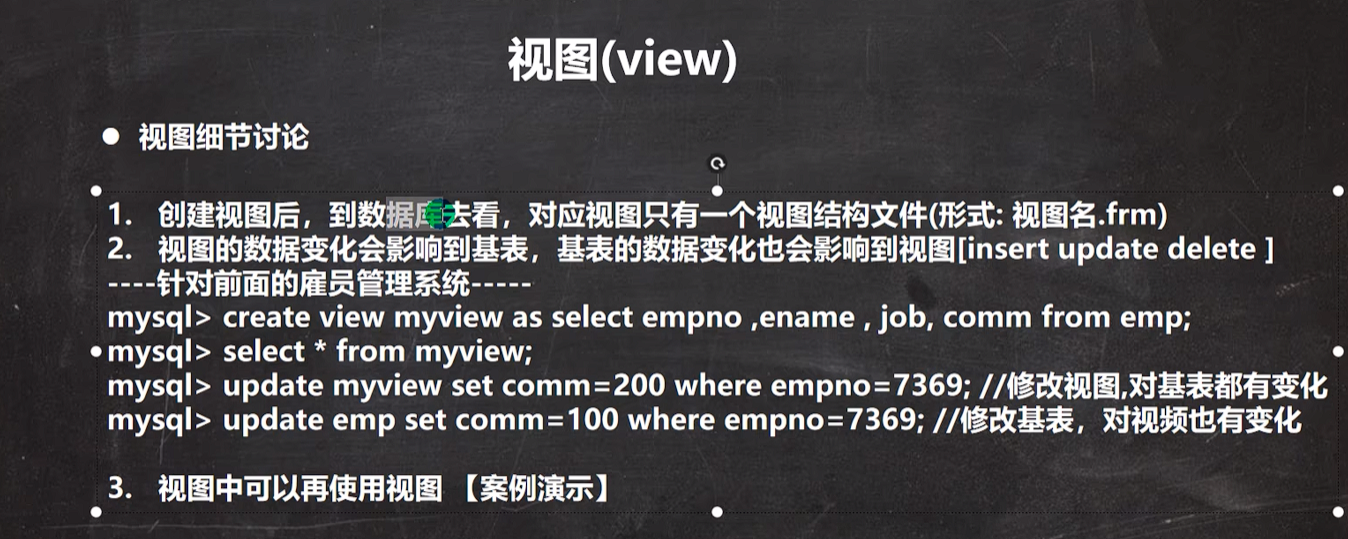 视图(view)
● 视图细节讨论
1. 创建视图后，到数据库去看，对应视图只有一个视图结构文件(形式: 视图名.frm)
2. 视图的数据变化会影响到基表，基表的数据变化也会影响到视图[insert update delete ]
----针对前面的雇员管理系统-----
mysql> create view myview as select empno ,ename , job, comm from emp;
mysql> select * from myview;
mysql> update myview set comm=200 where empno=7369; //修改视图,对基表都有变化
mysql> update emp set comm=100 where empno=7369; //修改基表，对视频也有变化
3. 视图中可以再使用视图 【案例演示】